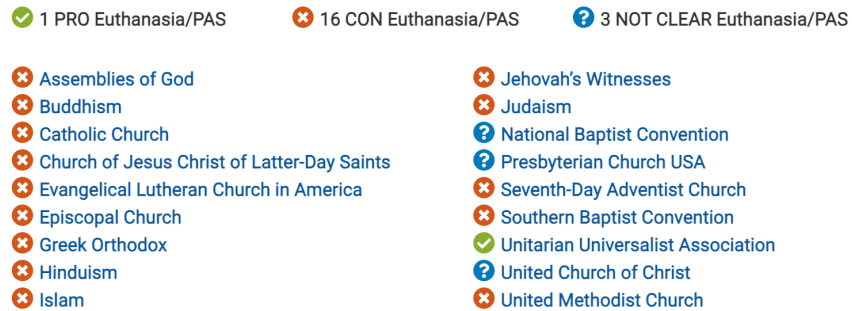 1 PRO Euthanasia/PAS
16 CON Euthanasia/PAS
3 NOT CLEAR Euthanasia/PAS
Assemblies of God
Buddhism
Catholic Church
Church of Jesus Christ of Latter-Day Saints
Evangelical Lutheran Church in America
Episcopal Church
Greek Orthodox
Hinduism
Islam
Jehovah's Witnesses
Judaism
National Baptist Convention
Presbyterian Church USA
Seventh-Day Adventist Church
Southern Baptist Convention
Unitarian Universalist Association
United Church of Christ
United Methodist Church